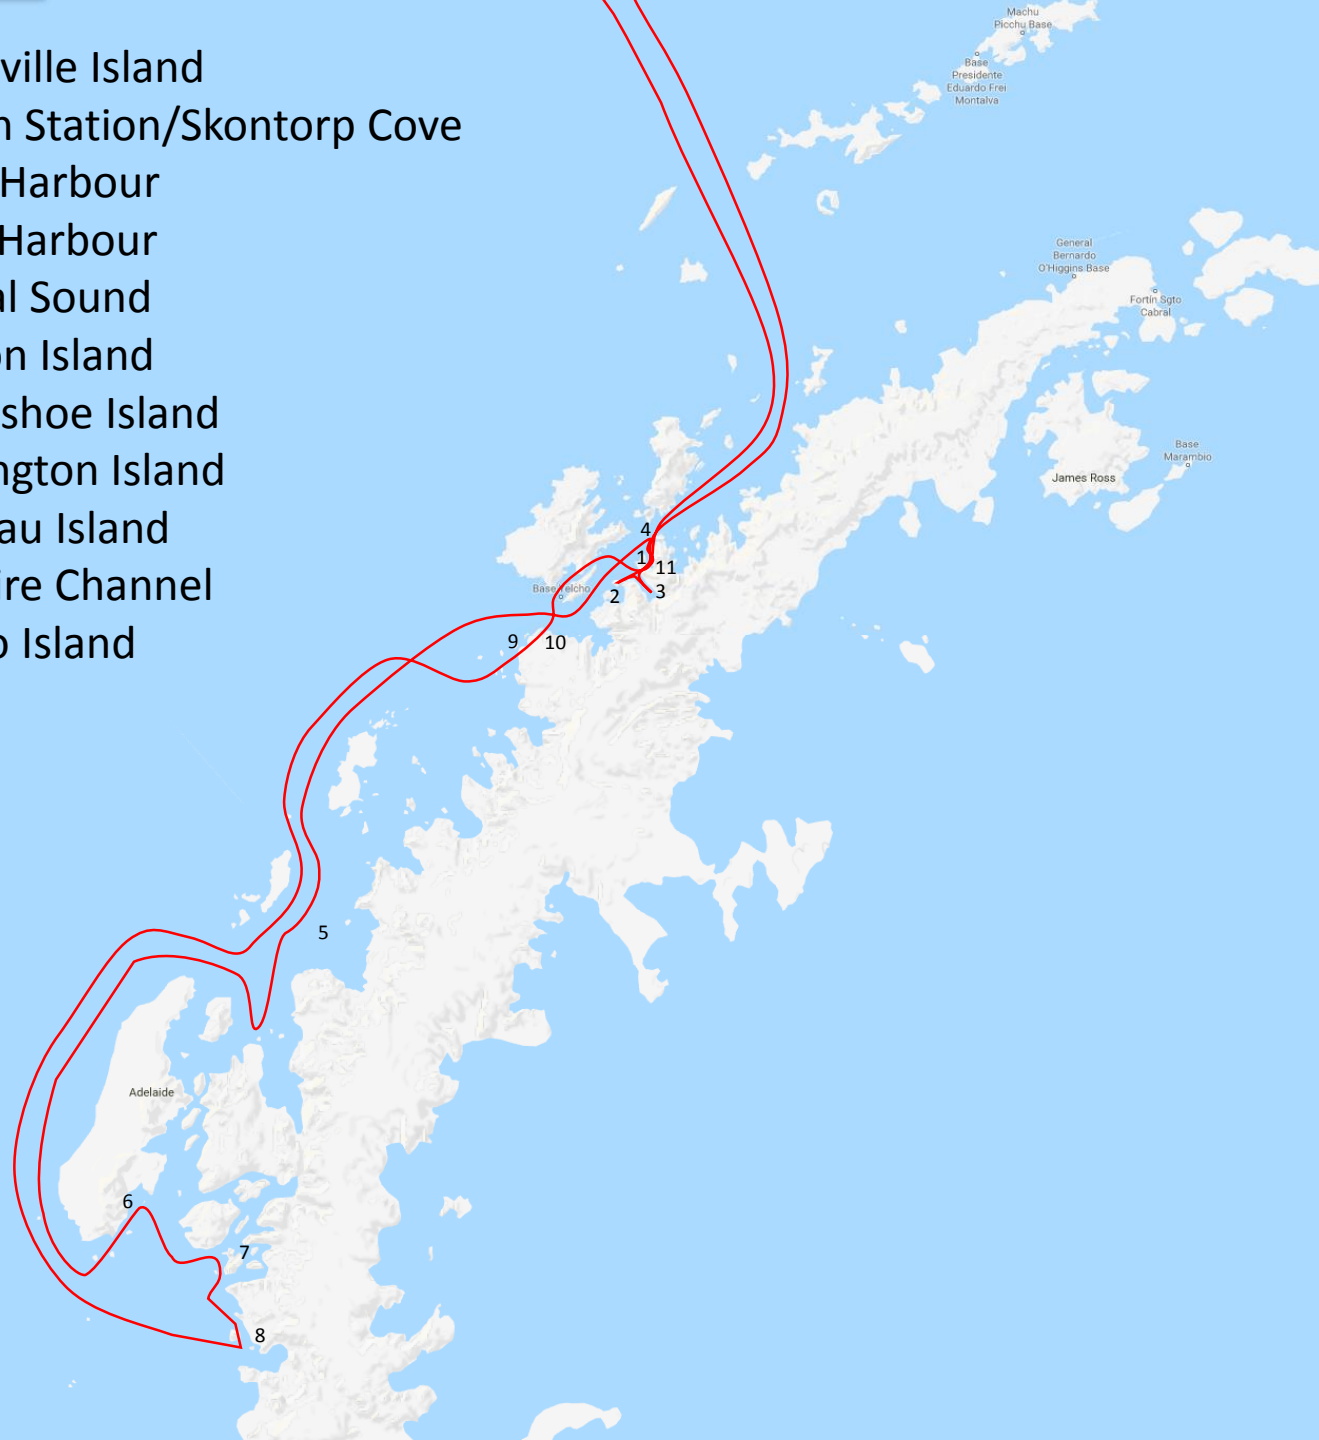 ville Island
n Station/Skontorp Cove
Harbour
Harbour
al Sound
on Island
shoe Island
ngton Island
au Island
ire Channel
o Island
Machu
Picchu Base
Base
Presidente
Eduardo Frei
Montalva
General
Bernardo
O'Higgins Base
Fortín Sgto
Cabral
Base
Marambio
James Ross
4
1
11
Base Yelcho
2
3
9
10
5
Adelaide
6
7
8